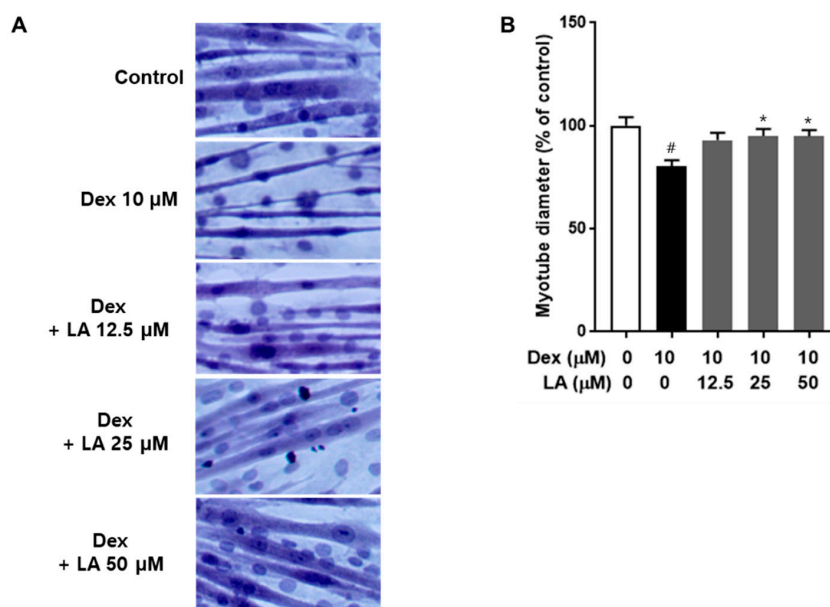 A
Control
Dex 10 µM
Dex
+ LA 12.5 µM
Dex
+ LA 25 µM
Dex
+ LA 50 µM
B
Myotube diameter (% of control)
150
100
50
0
#
*
*
Dex (µM) 0 10 10 10 10
LA (µM) 0 0 12.5 25 50